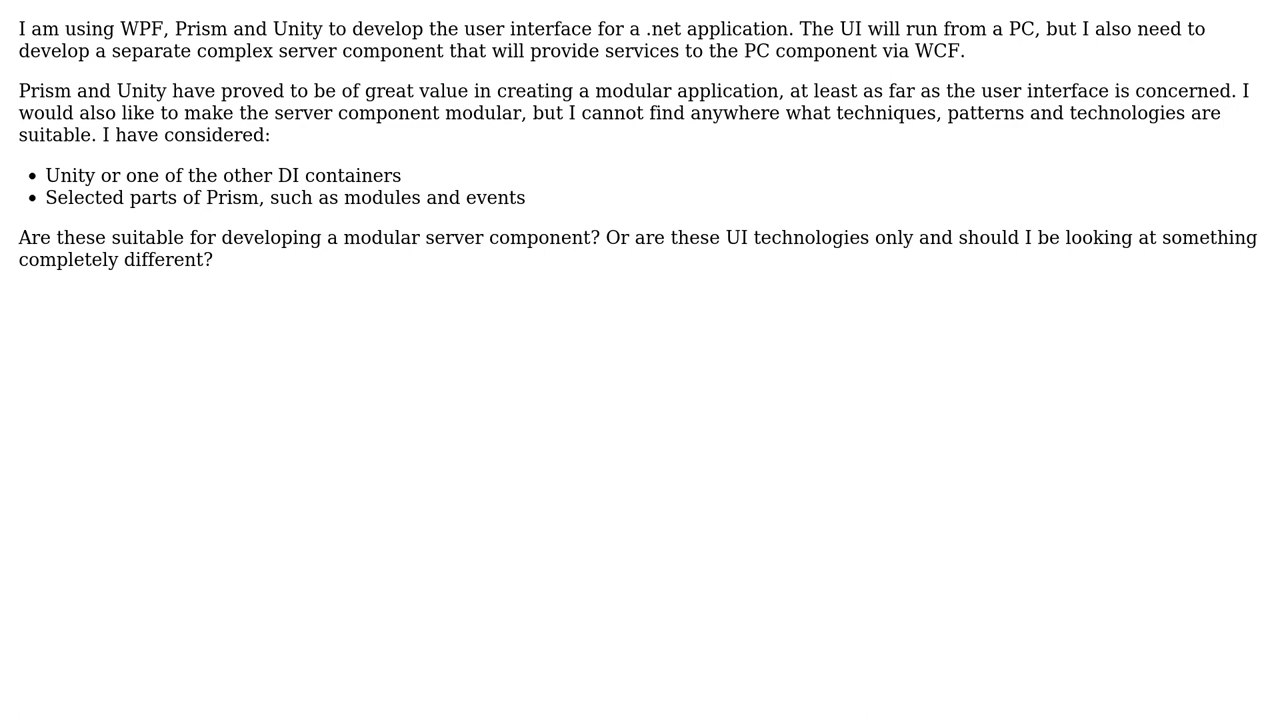 I am using WPF, Prism and Unity to develop the user interface for a .net application. The UI will run from a PC, but I also need to
develop a separate complex server component that will provide services to the PC component via WCF.
Prism and Unity have proved to be of great value in creating a modular application, at least as far as the user interface is concerned. I
would also like to make the server component modular, but I cannot find anywhere what techniques, patterns and technologies are
suitable. I have considered:
• Unity or one of the other DI containers
• Selected parts of Prism, such as modules and events
Are these suitable for developing a modular server component? Or are these UI technologies only and should I be looking at something
completely different?